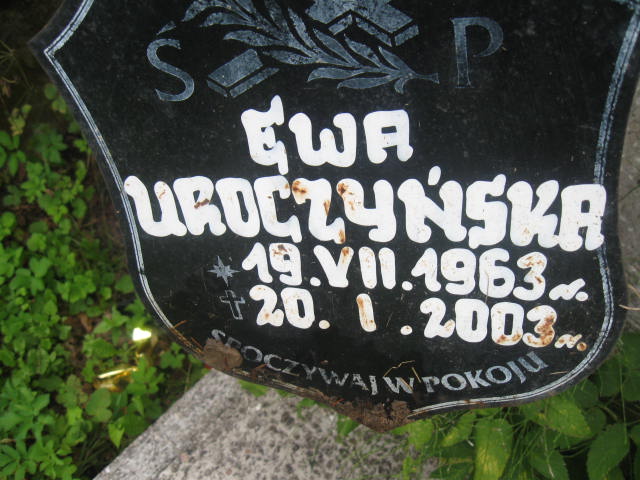 S P
EWA
UROCZYŃSKA
19.VII.1963 r.
20. I . 2003 r.
SPOCZYWAJ W POKOJU